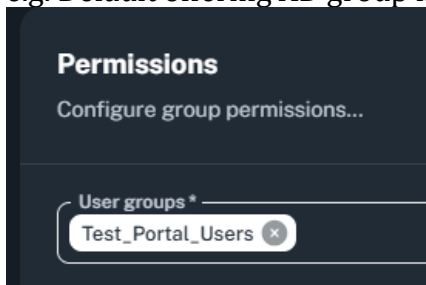 Permissions
Configure group permissions...
User groups *
Test_Portal_Users